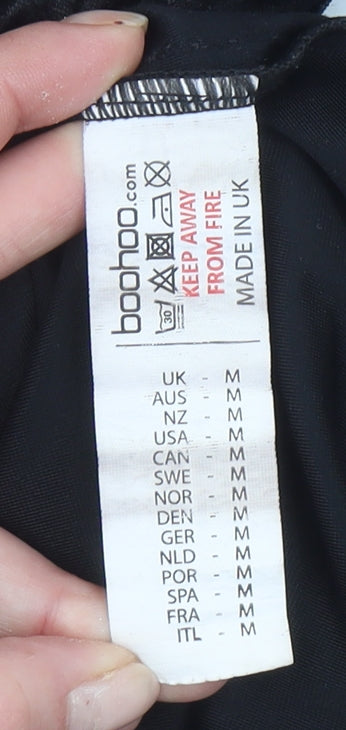 boohoo.com
30
KEEP AWAY
FROM FIRE
MADE IN UK
UK - M
AUS - M
NZ - M
USA - M
CAN - M
SWE - M
NOR - M
DEN - M
GER - M
NLD - M
POR - M
SPA - M
FRA - M
ITL - M